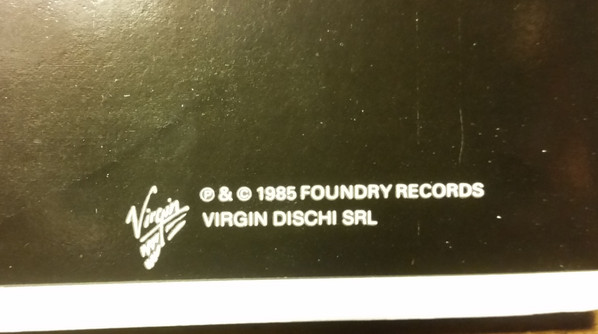 Virgin
℗ & © 1985 FOUNDRY RECORDS
VIRGIN DISCHI SRL